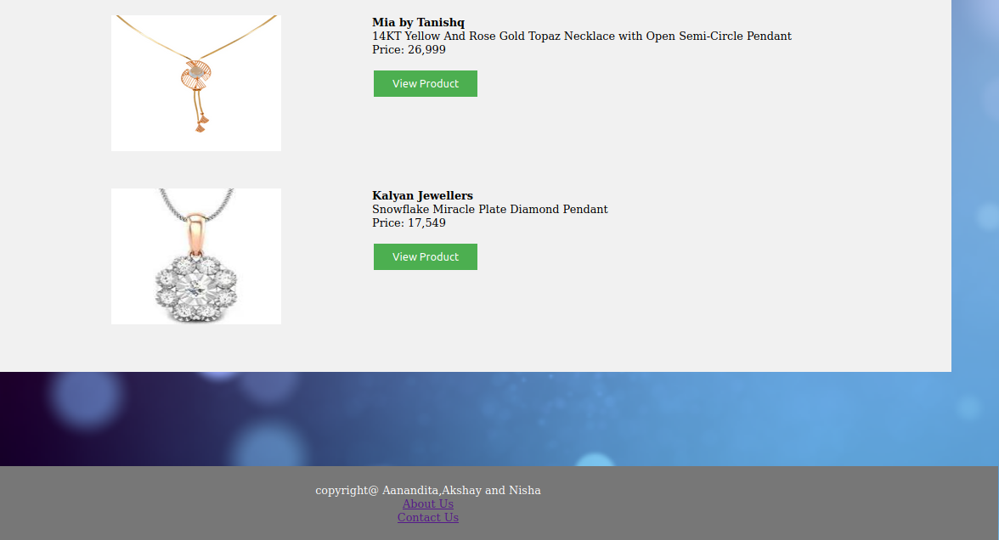 Mia by Tanishq
14KT Yellow And Rose Gold Topaz Necklace with Open Semi-Circle Pendant
Price: 26,999
View Product
Kalyan Jewellers
Snowflake Miracle Plate Diamond Pendant
Price: 17,549
View Product
copyright@ Aanandita,Akshay and Nisha
About Us
Contact Us